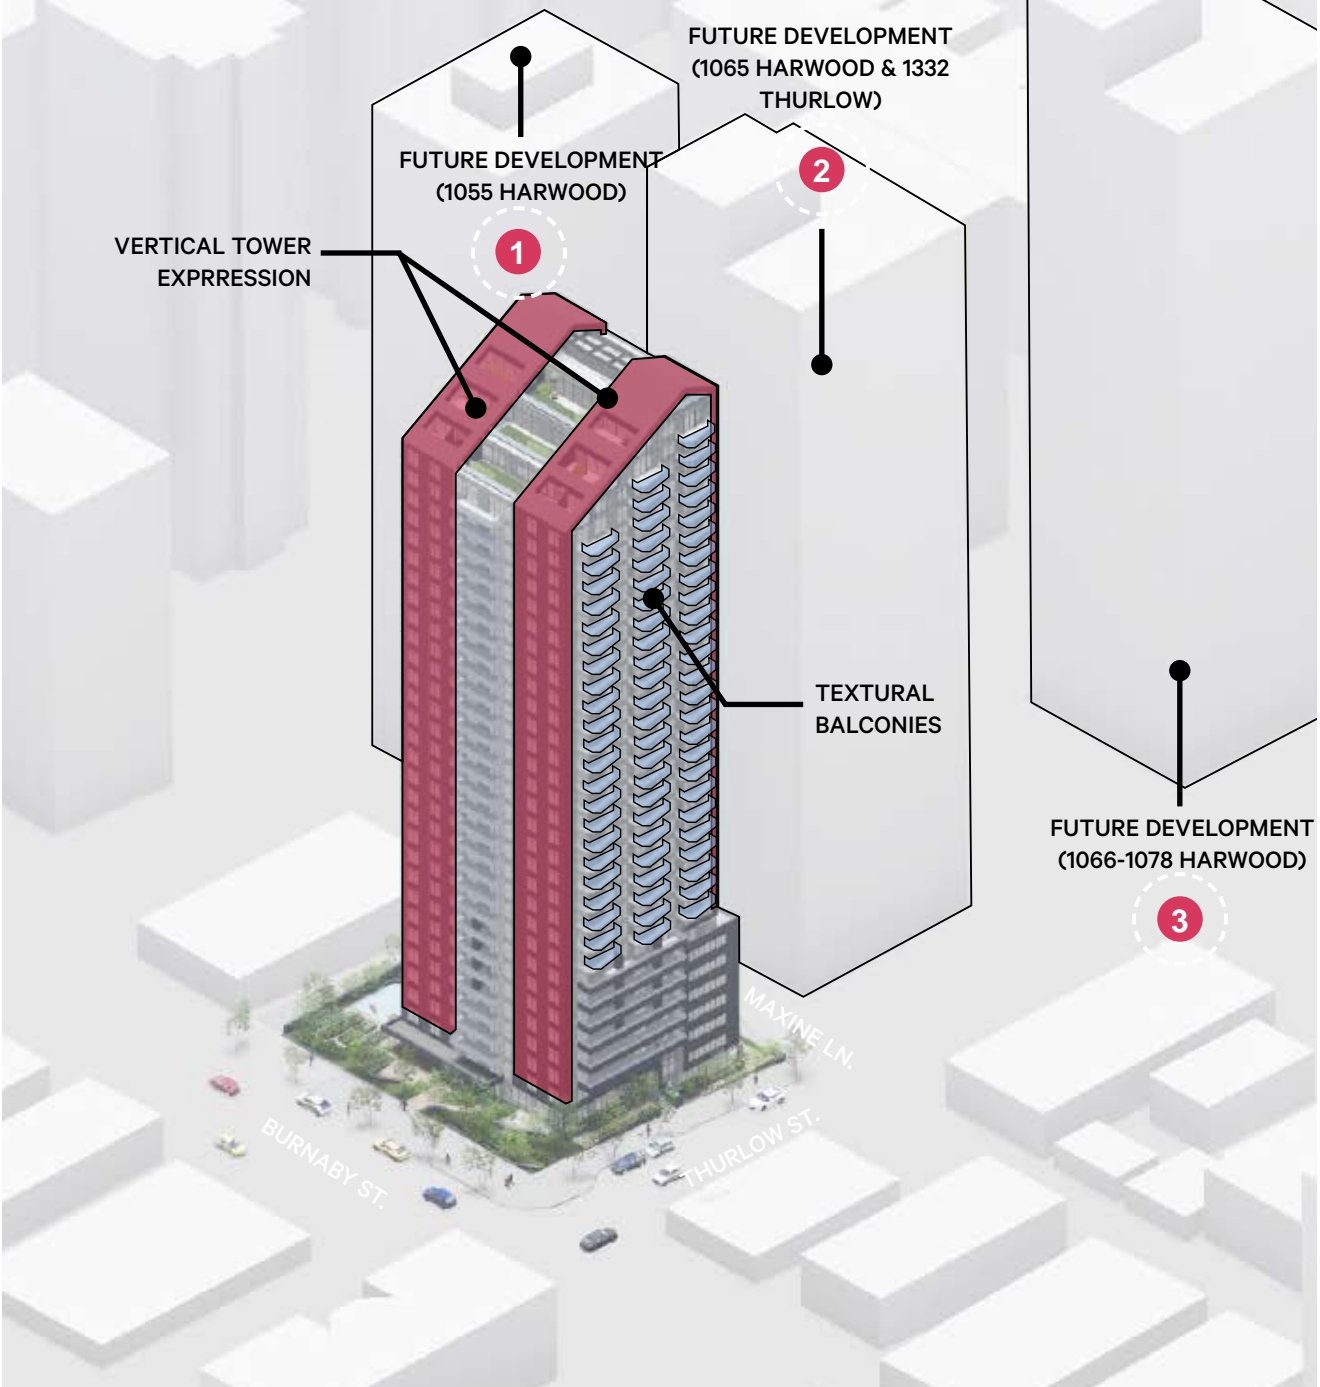 FUTURE DEVELOPMENT
(1065 HARWOOD & 1332
THURLOW)
2
FUTURE DEVELOPMENT
(1055 HARWOOD)
1
VERTICAL TOWER
EXPRRESSION
TEXTURAL
BALCONIES
FUTURE DEVELOPMENT
(1066-1078 HARWOOD)
3
MAXINE LN.
THURLOW ST.
BURNABY ST.